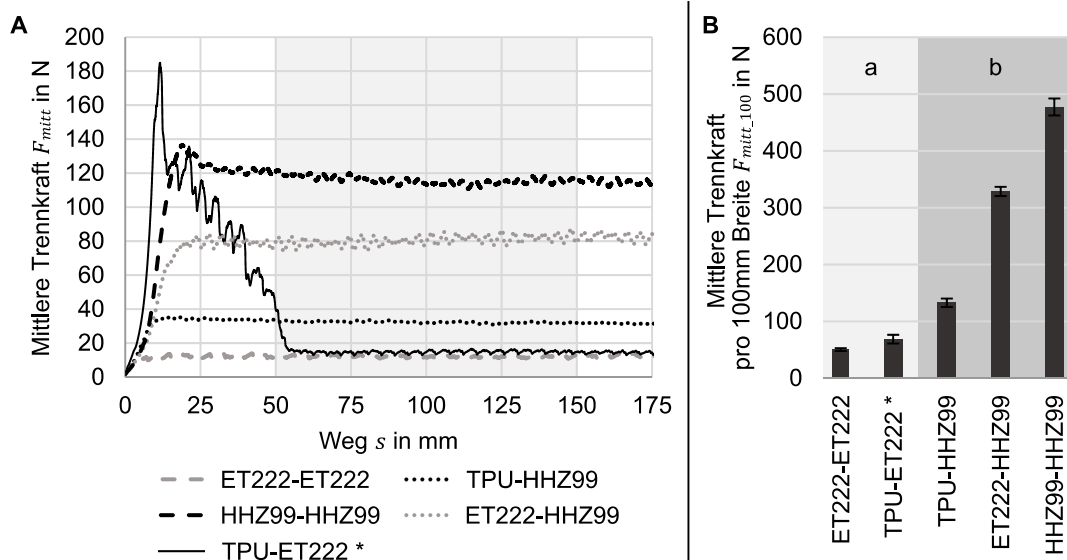 A
Mittlere Trennkraft F_mitt in N
200
180
160
140
120
100
80
60
40
20
0
0 25 50 75 100 125 150 175
Weg s in mm
ET222-ET222
TPU-HHZ99
HHZ99-HHZ99
ET222-HHZ99
TPU-ET222 *
B
Mittlere Trennkraft
pro 100mm Breite F_mitt_100 in N
600
500
400
300
200
100
0
a
b
ET222-ET222
TPU-ET222 *
TPU-HHZ99
ET222-HHZ99
HHZ99-HHZ99